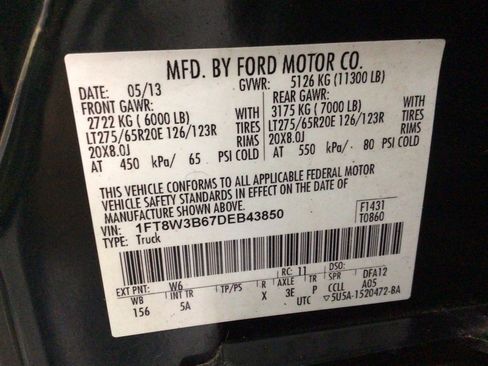 MFD. BY FORD MOTOR CO.
DATE: 05/13 GVWR: 5126 KG (11300 LB)
FRONT GAWR: REAR GAWR:
2722 KG (6000 LB) WITH 3175 KG (7000 LB) WITH
LT275/65R20E 126/123R TIRES LT275/65R20E 126/123R TIRES
20X8.0J RIMS 20X8.0J RIMS
AT 450 kPa/ 65 PSI COLD AT 550 kPa/ 80 PSI COLD
THIS VEHICLE CONFORMS TO ALL APPLICABLE FEDERAL MOTOR
VEHICLE SAFETY STANDARDS IN EFFECT ON THE DATE OF
MANUFACTURE SHOWN ABOVE.
VIN: 1FT8W3B67DEB43850 F1431
TYPE: Truck T0860
EXT PNT: W6 RC: 11 DSO:
WB INT TR TP/PS R AXLE TR SPR DFA12
156 5A X 3E P CCLL A05
UTC ▽5U5A-1520472-BA